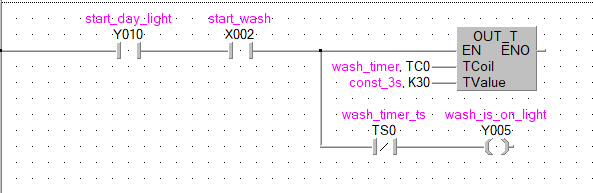 start_day_light start_wash
Y010 X002 OUT_T
EN ENO
wash_timer, TC0 TCoil
const_3s, K30 TValue
wash_timer_ts wash_is_on_light
TS0 Y005